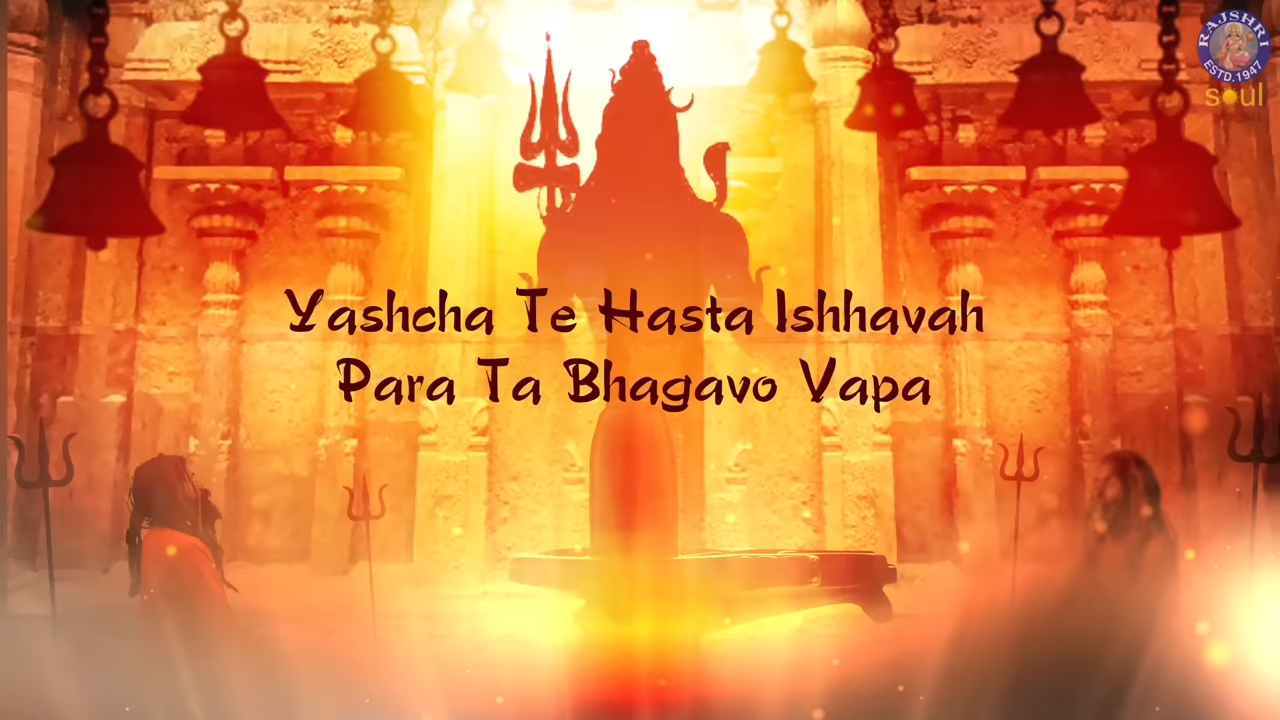 RAJSHRI
ESTD.1947
soul
Yashcha Te Hasta Ishhavah
Para Ta Bhagavo Vapa